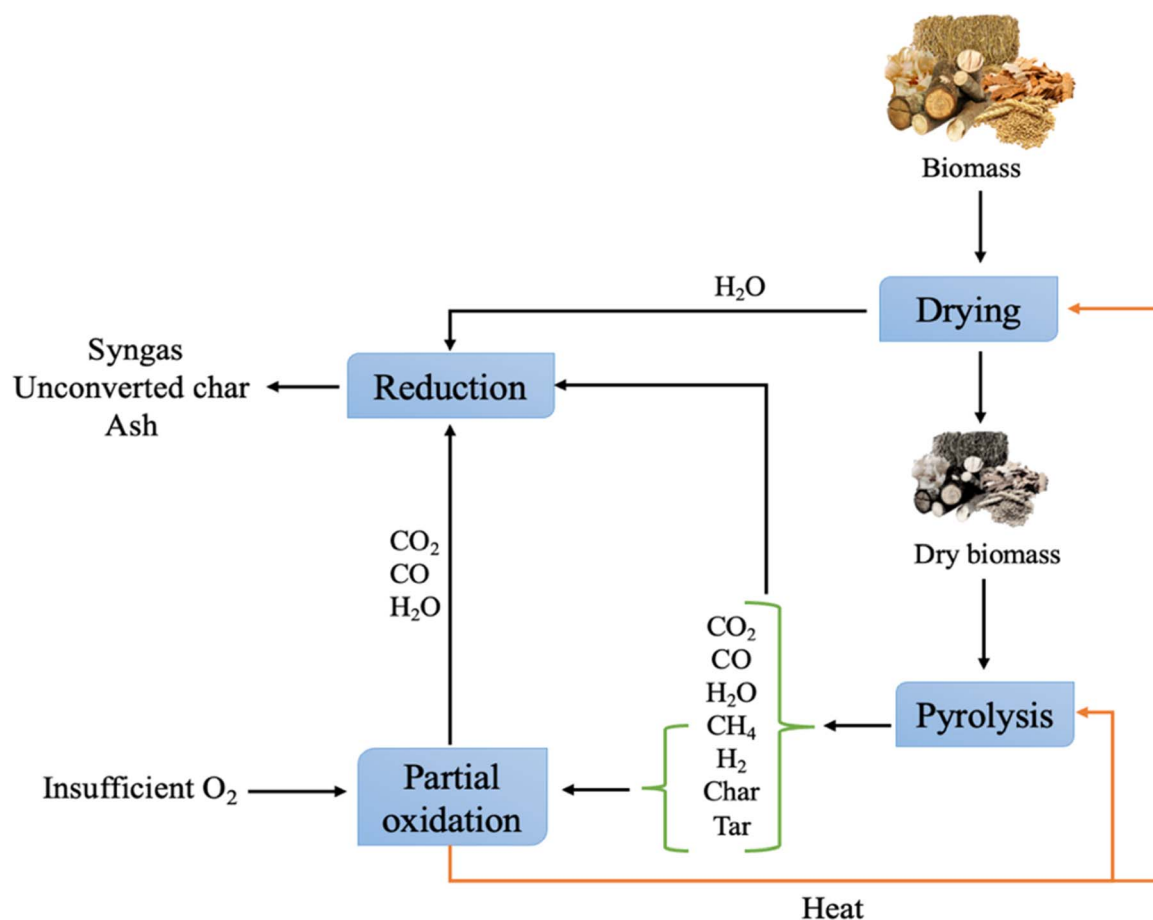 Biomass
H₂O
Drying
Syngas
Unconverted char
Ash
Reduction
CO₂
CO
H₂O
Dry biomass
CO₂
CO
H₂O
CH₄
H₂
Char
Tar
Pyrolysis
Insufficient O₂
Partial
oxidation
Heat